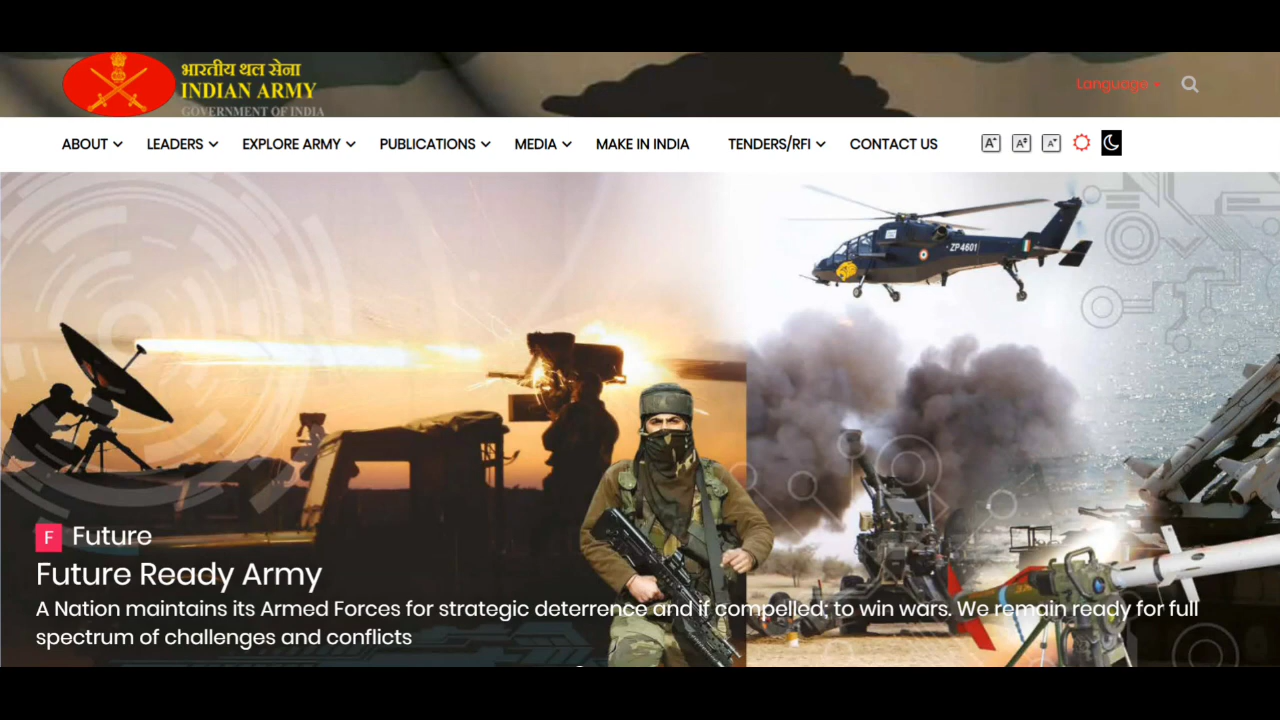 भारतीय थल सेना
INDIAN ARMY
GOVERNMENT OF INDIA
Language
ABOUT LEADERS EXPLORE ARMY PUBLICATIONS MEDIA MAKE IN INDIA TENDERS/RFI CONTACT US A+ A± A-
ZP 4601
F Future
Future Ready Army
A Nation maintains its Armed Forces for strategic deterrence and if compelled; to win wars. We remain ready for full
spectrum of challenges and conflicts